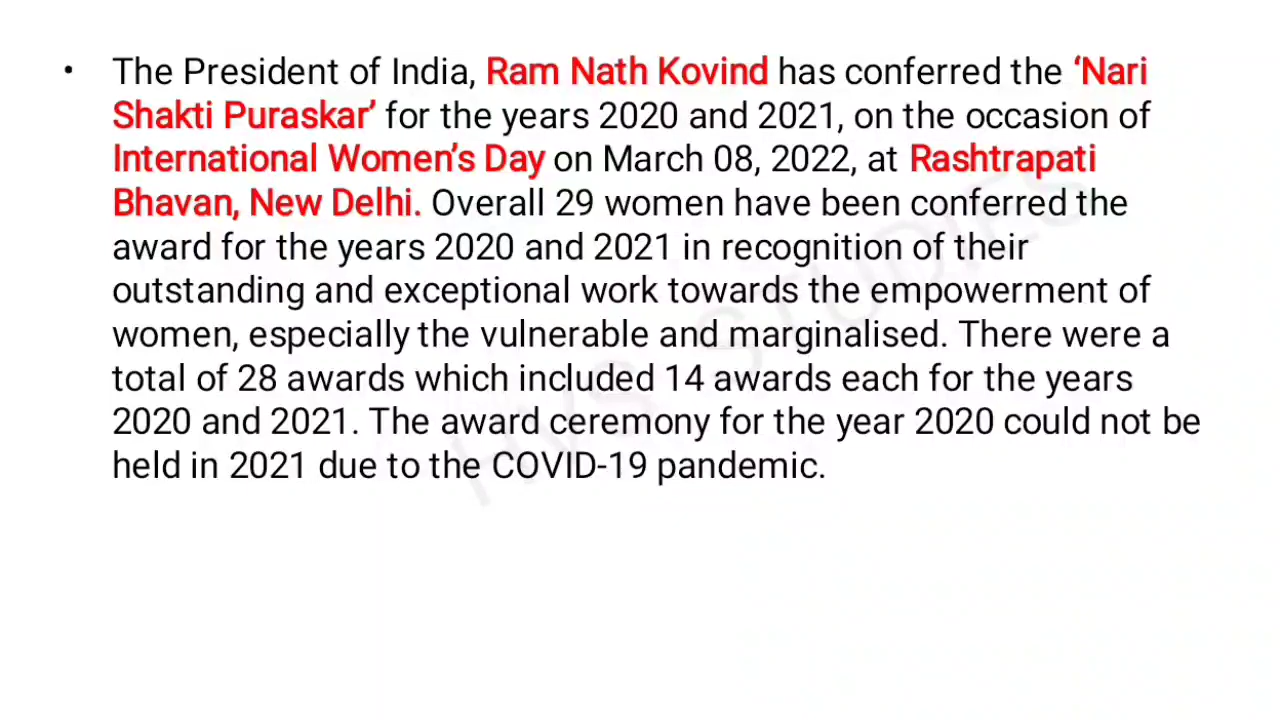 • The President of India, Ram Nath Kovind has conferred the ‘Nari
Shakti Puraskar’ for the years 2020 and 2021, on the occasion of
International Women’s Day on March 08, 2022, at Rashtrapati
Bhavan, New Delhi. Overall 29 women have been conferred the
award for the years 2020 and 2021 in recognition of their
outstanding and exceptional work towards the empowerment of
women, especially the vulnerable and marginalised. There were a
total of 28 awards which included 14 awards each for the years
2020 and 2021. The award ceremony for the year 2020 could not be
held in 2021 due to the COVID-19 pandemic.
HVS STUDIES